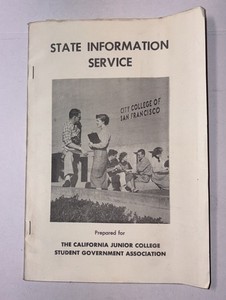 STATE INFORMATION
SERVICE
CITY COLLEGE OF
SAN FRANCISCO
Prepared for
THE CALIFORNIA JUNIOR COLLEGE
STUDENT GOVERNMENT ASSOCIATION